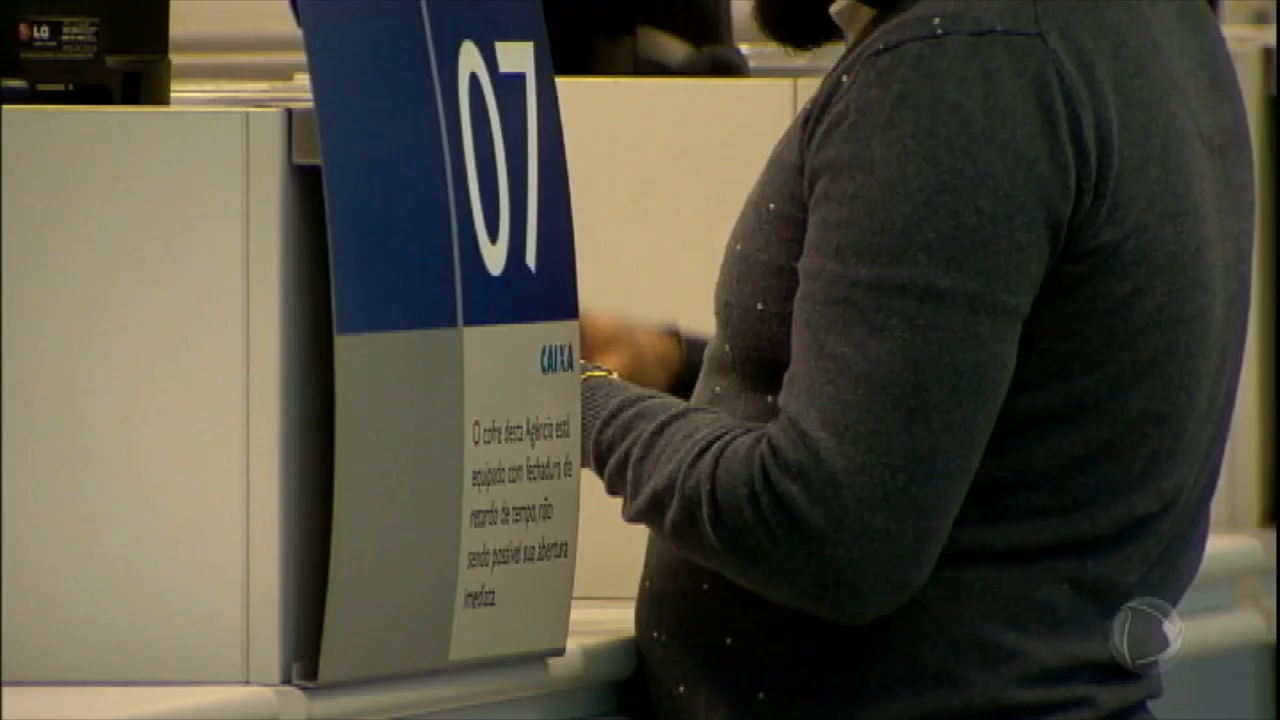 LG
07
CAIXA
O cofre desta Agência está
equipado com fechadura de
retardo de tempo, não
sendo possível sua abertura
imediata.